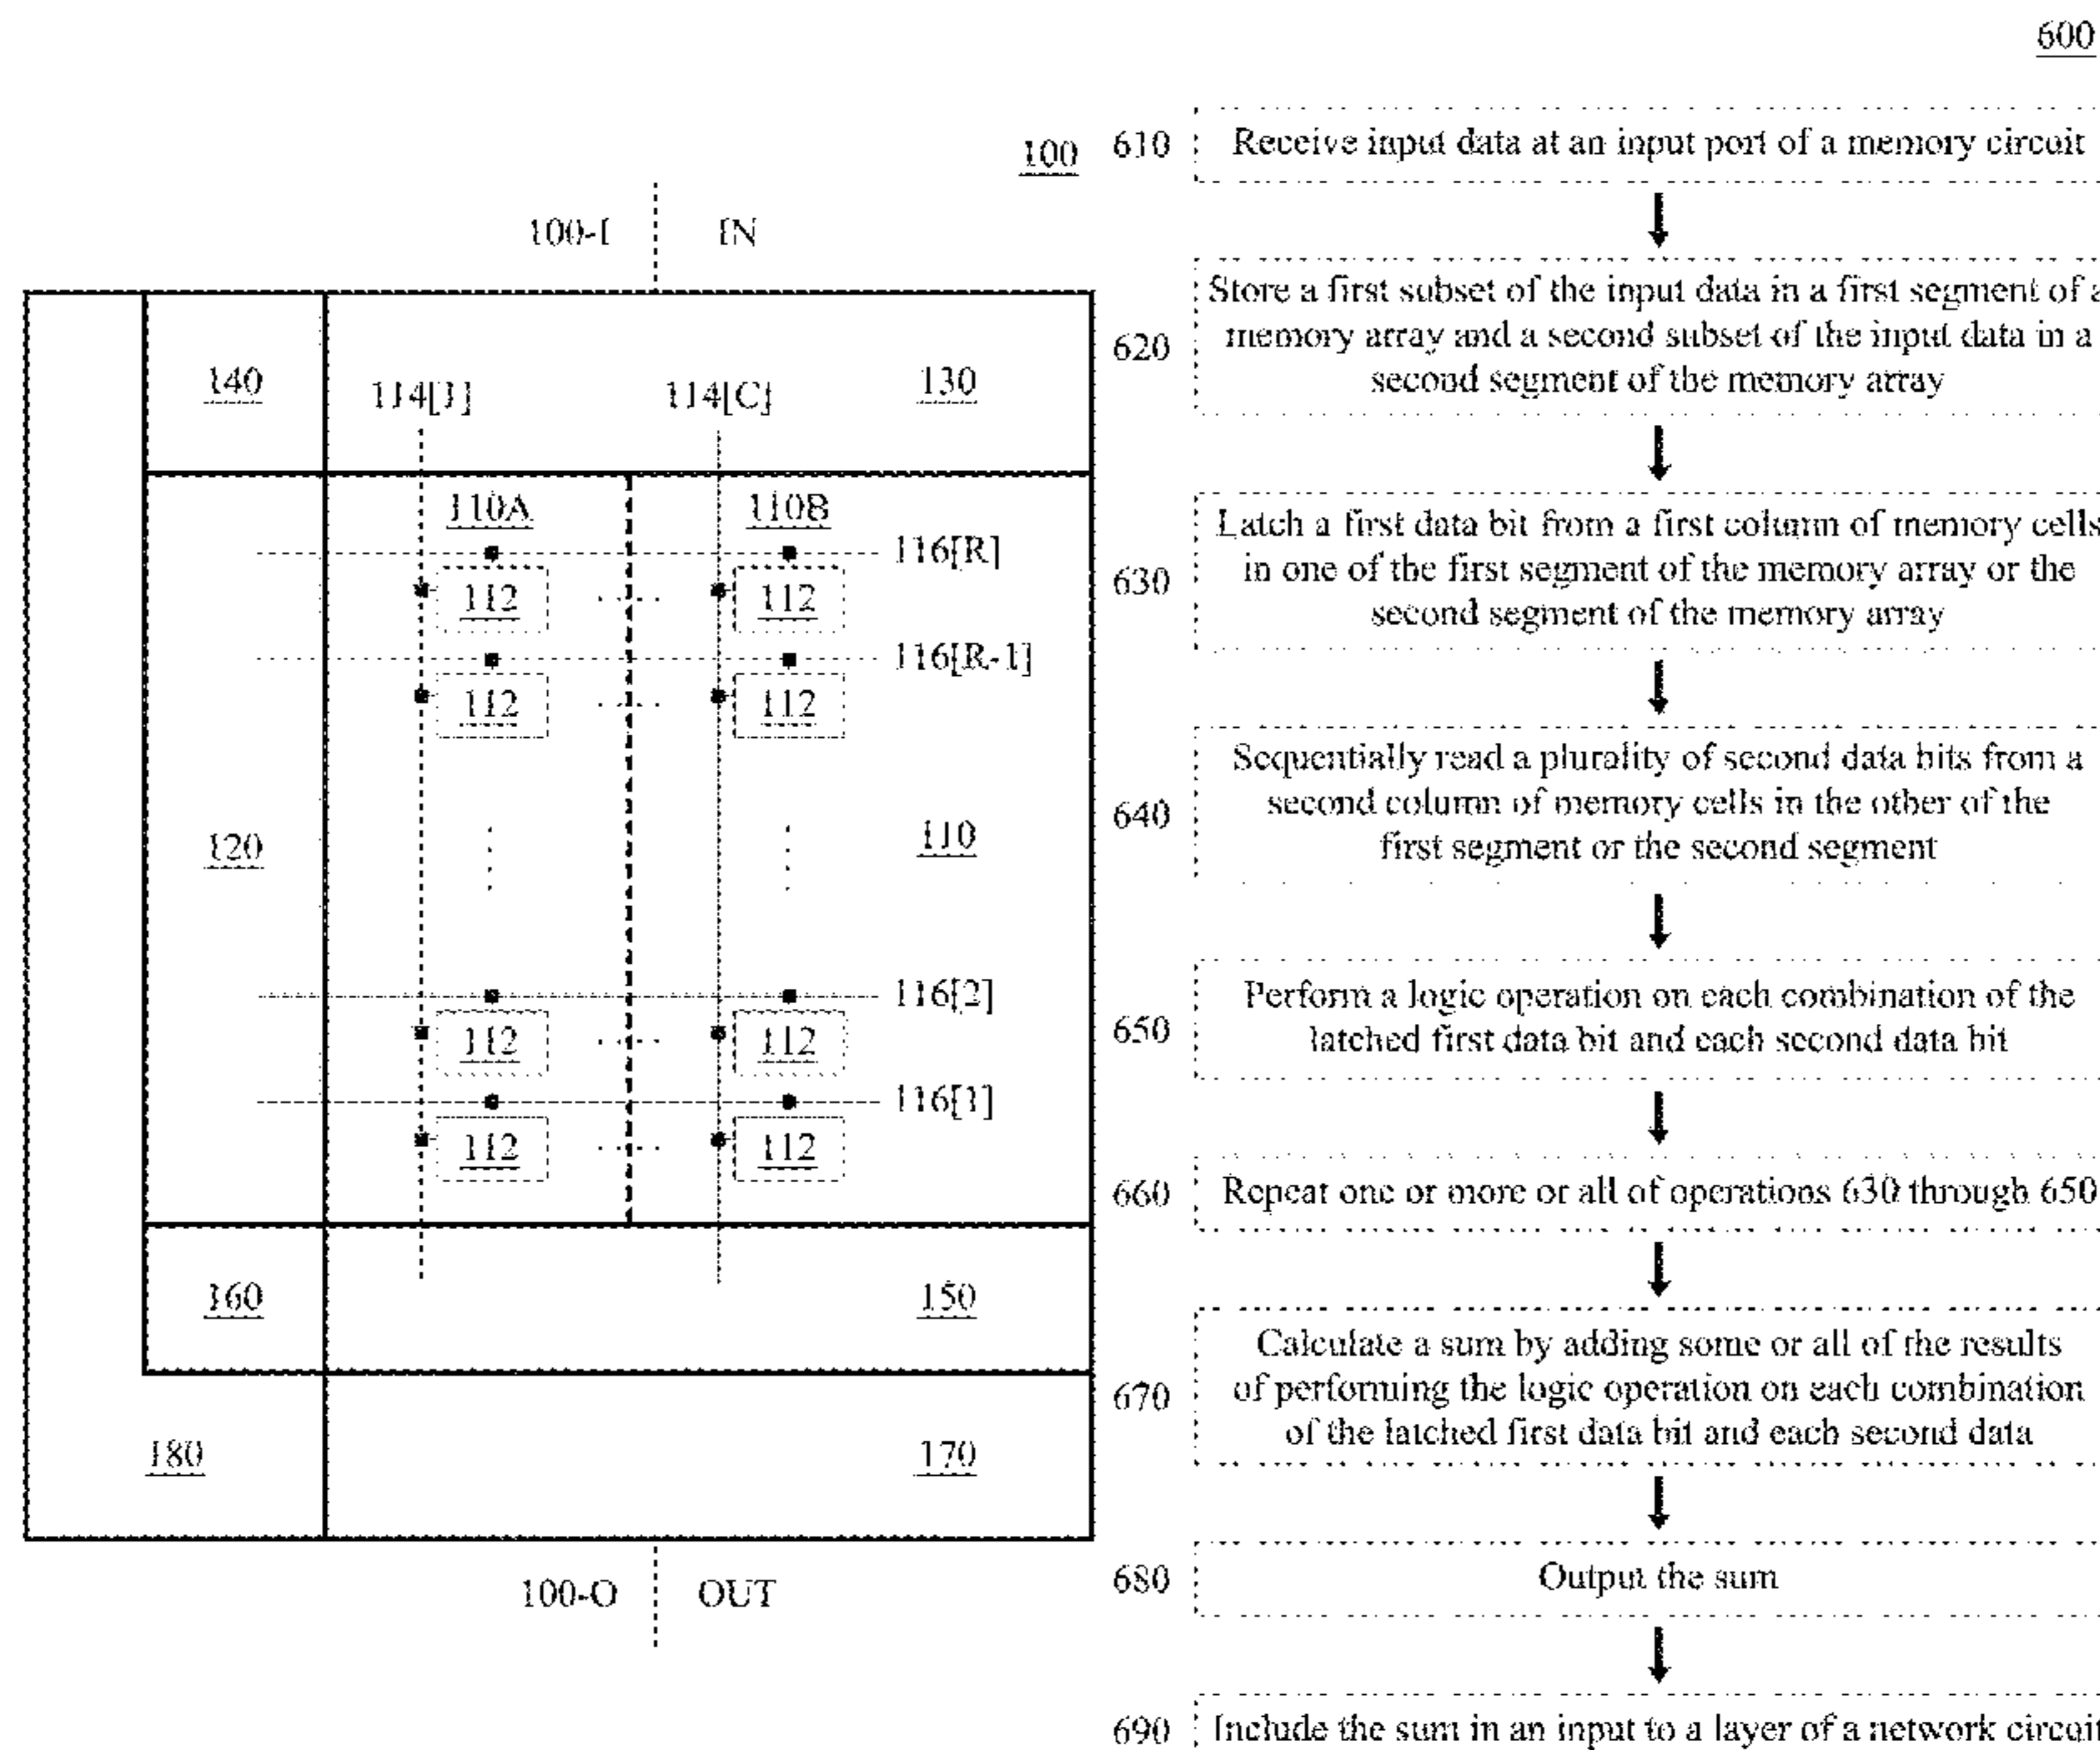 600
100
100-I IN
140
114[1]
114[C]
130
110A
110B
116[R]
112
112
116[R-1]
112
112
120
110
116[2]
112
112
116[1]
112
112
160
150
180
170
100-O OUT
610 Receive input data at an input port of a memory circuit
620
Store a first subset of the input data in a first segment of a
memory array and a second subset of the input data in a
second segment of the memory array
630
Latch a first data bit from a first column of memory cells
in one of the first segment of the memory array or the
second segment of the memory array
640
Sequentially read a plurality of second data bits from a
second column of memory cells in the other of the
first segment or the second segment
650
Perform a logic operation on each combination of the
latched first data bit and each second data bit
660 Repeat one or more or all of operations 630 through 650
670
Calculate a sum by adding some or all of the results
of performing the logic operation on each combination
of the latched first data bit and each second data
680 Output the sum
690 Include the sum in an input to a layer of a network circuit